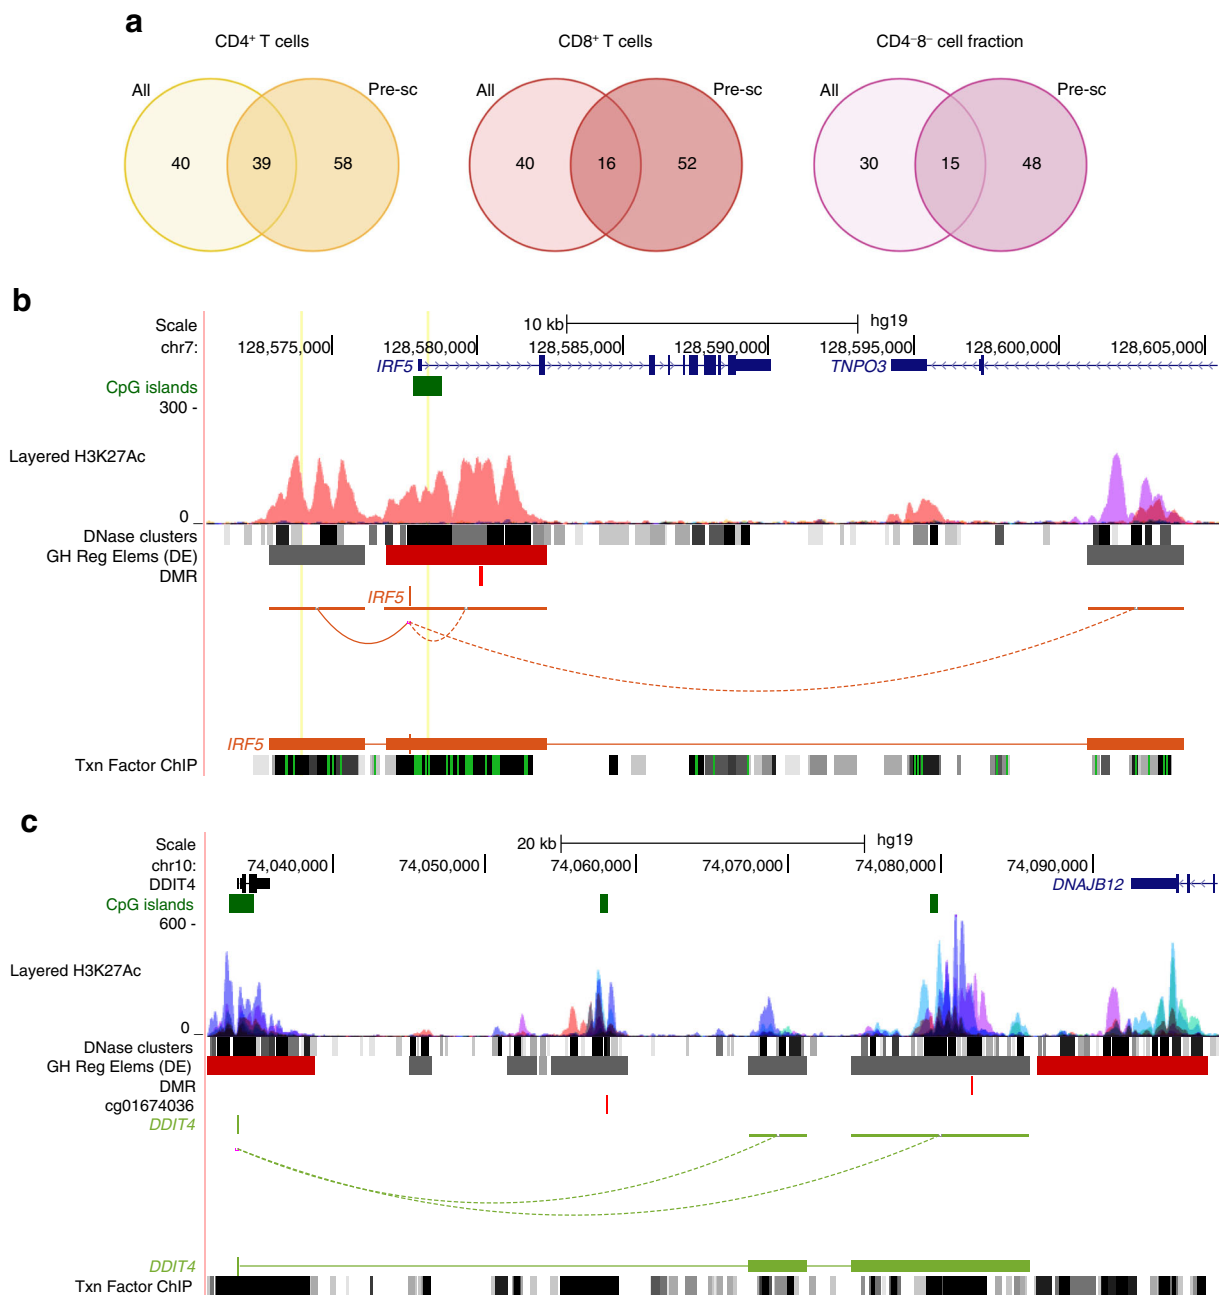 a
CD4⁺ T cells
CD8⁺ T cells
CD4⁻8⁻ cell fraction
All
Pre-sc
All
Pre-sc
All
Pre-sc
40
39
58
40
16
52
30
15
48
b
Scale
10 kb
hg19
chr7:
128,575,000
128,580,000
128,585,000
128,590,000
128,595,000
128,600,000
128,605,000
IRF5
TNPO3
CpG islands
300 -
Layered H3K27Ac
0 _
DNase clusters
GH Reg Elems (DE)
DMR
IRF5
IRF5
Txn Factor ChIP
c
Scale
20 kb
hg19
chr10:
74,040,000
74,050,000
74,060,000
74,070,000
74,080,000
74,090,000
DDIT4
DNAJB12
CpG islands
600 -
Layered H3K27Ac
0 _
DNase clusters
GH Reg Elems (DE)
DMR
cg01674036
DDIT4
DDIT4
Txn Factor ChIP